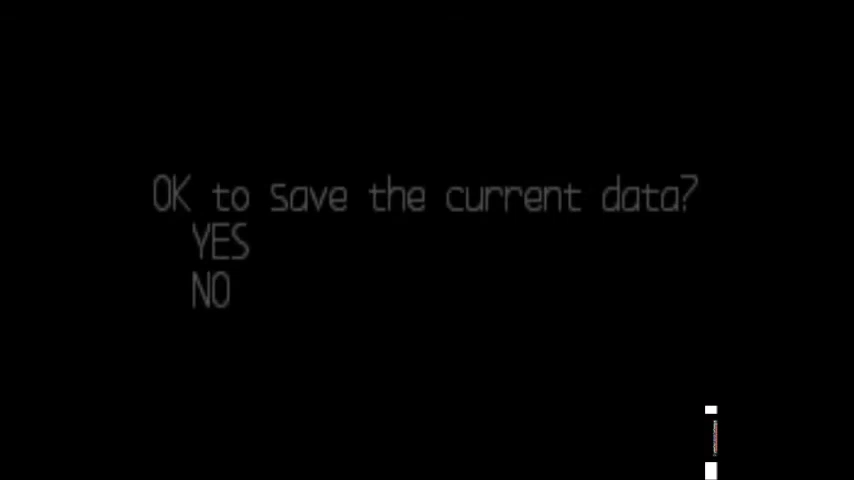 OK to save the current data?
YES
NO